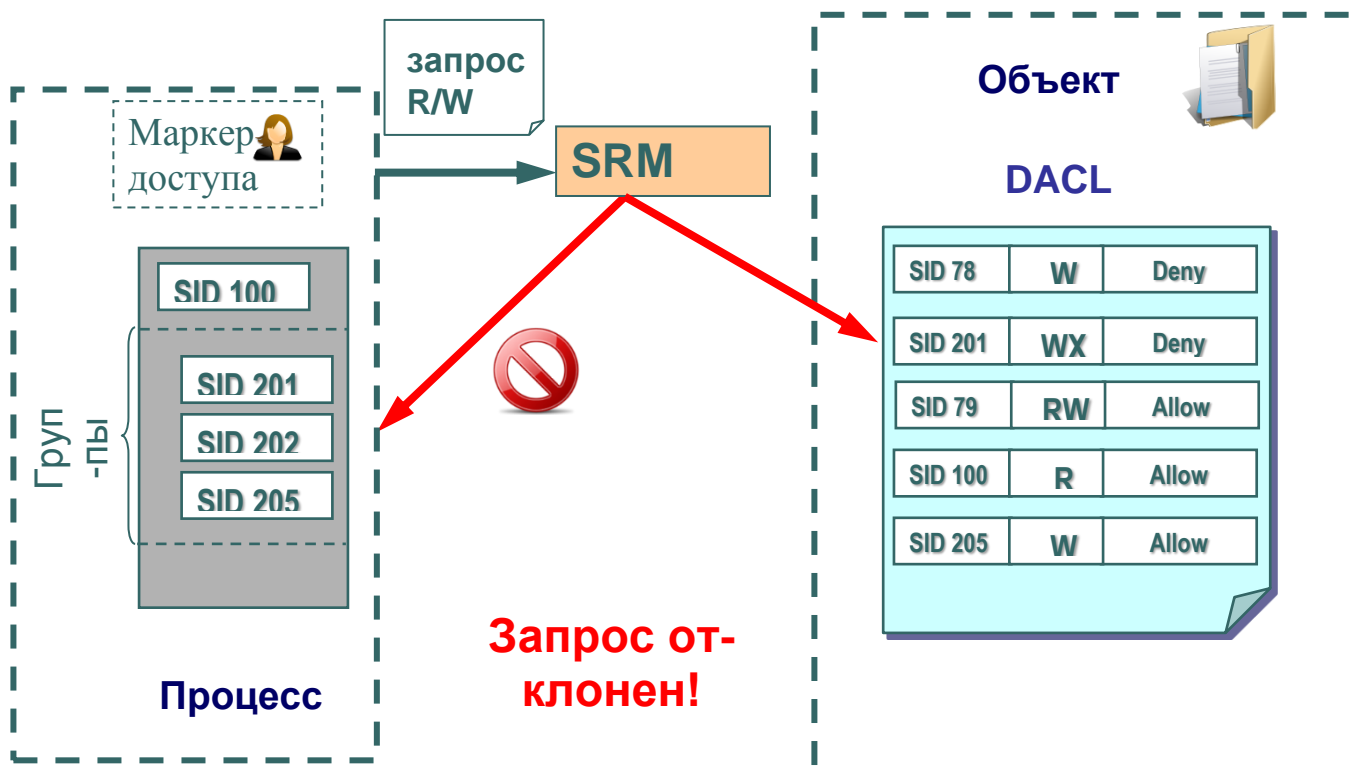 запрос
R/W
Маркер
доступа
SRM
Объект
DACL
SID 100
Груп
-пы
SID 201
SID 202
SID 205
Процесс
Запрос от-
клонен!
SID 78 W Deny
SID 201 WX Deny
SID 79 RW Allow
SID 100 R Allow
SID 205 W Allow